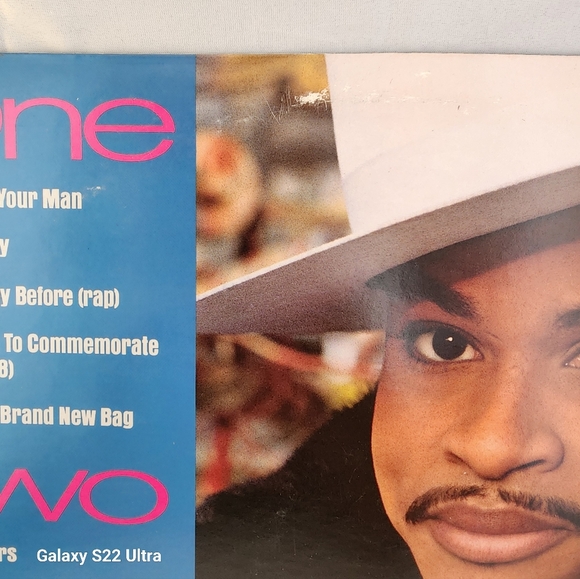 One
Your Man
y
y Before (rap)
To Commemorate
8)
Brand New Bag
wo
rs
Galaxy S22 Ultra